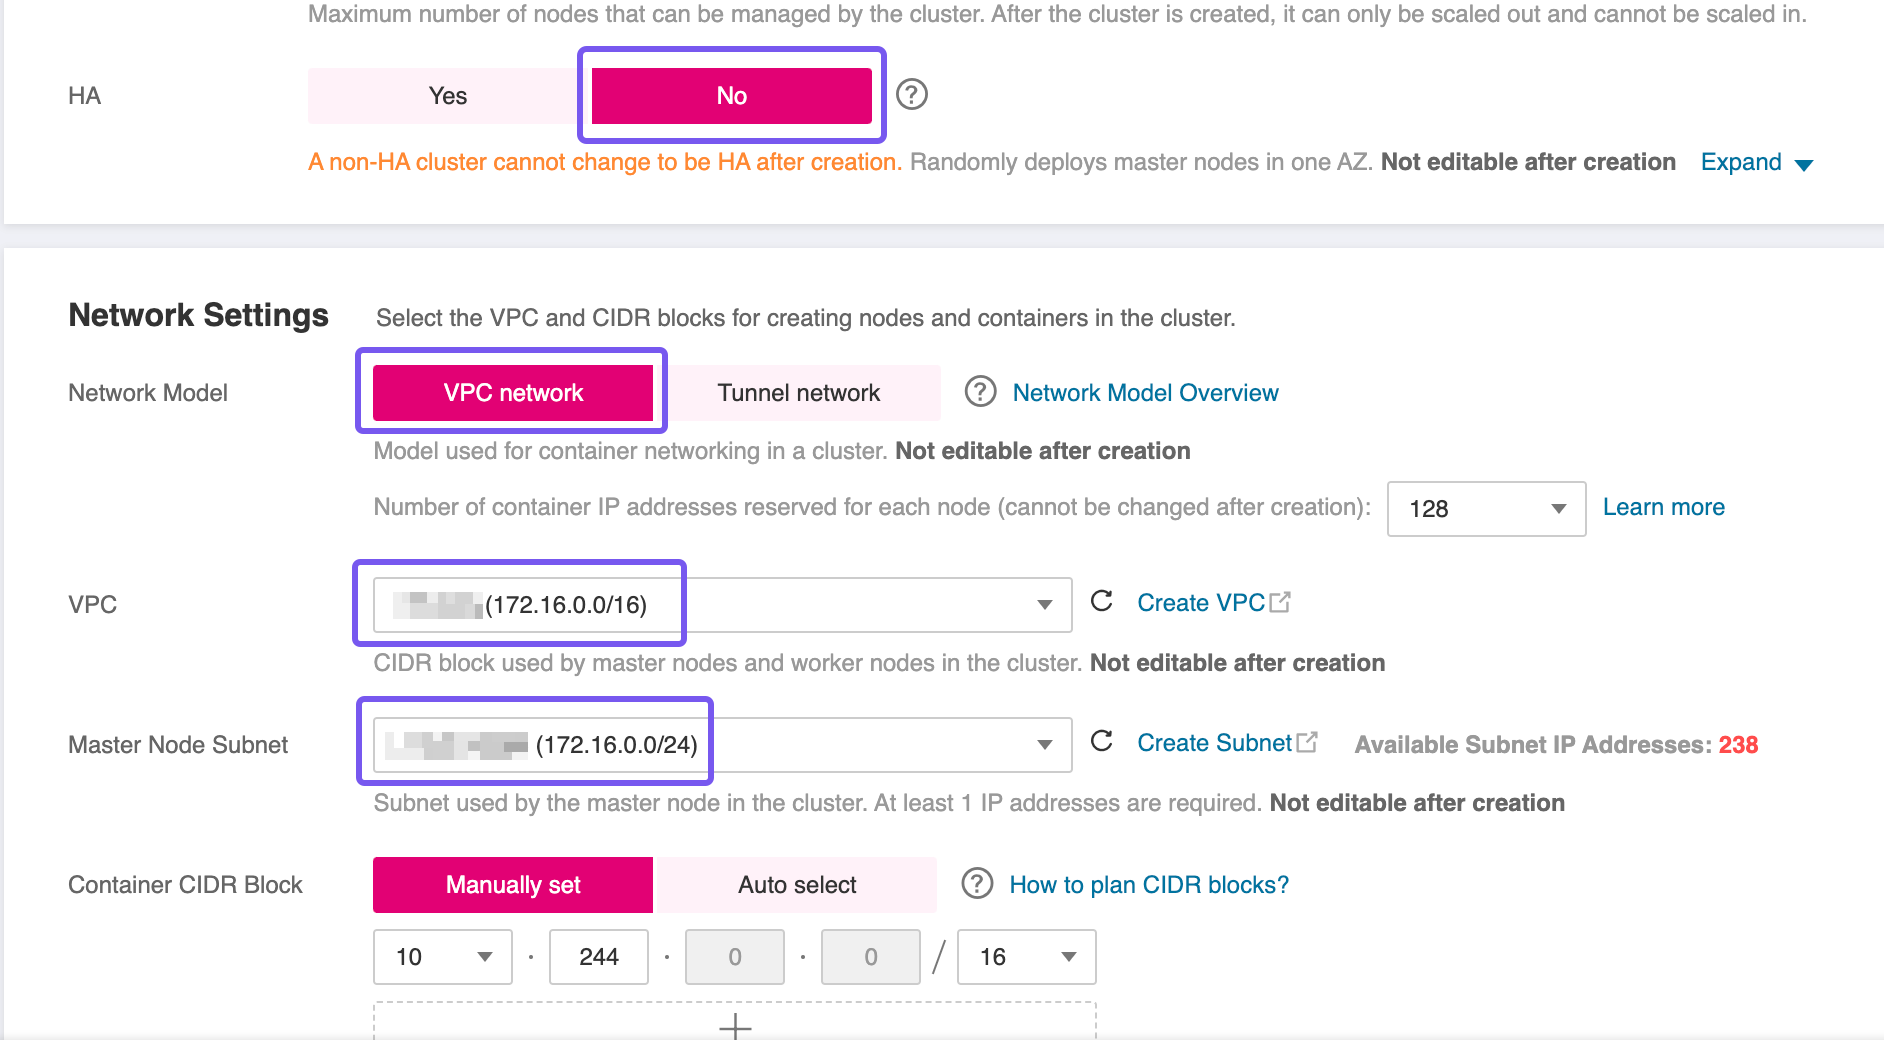 Maximum number of nodes that can be managed by the cluster. After the cluster is created, it can only be scaled out and cannot be scaled in.
HA Yes No ?
A non-HA cluster cannot change to be HA after creation. Randomly deploys master nodes in one AZ. Not editable after creation Expand
Network Settings Select the VPC and CIDR blocks for creating nodes and containers in the cluster.
Network Model VPC network Tunnel network ? Network Model Overview
Model used for container networking in a cluster. Not editable after creation
Number of container IP addresses reserved for each node (cannot be changed after creation): 128 Learn more
VPC (172.16.0.0/16) Create VPC
CIDR block used by master nodes and worker nodes in the cluster. Not editable after creation
Master Node Subnet (172.16.0.0/24) Create Subnet Available Subnet IP Addresses: 238
Subnet used by the master node in the cluster. At least 1 IP addresses are required. Not editable after creation
Container CIDR Block Manually set Auto select ? How to plan CIDR blocks?
10 · 244 · 0 · 0 / 16
+